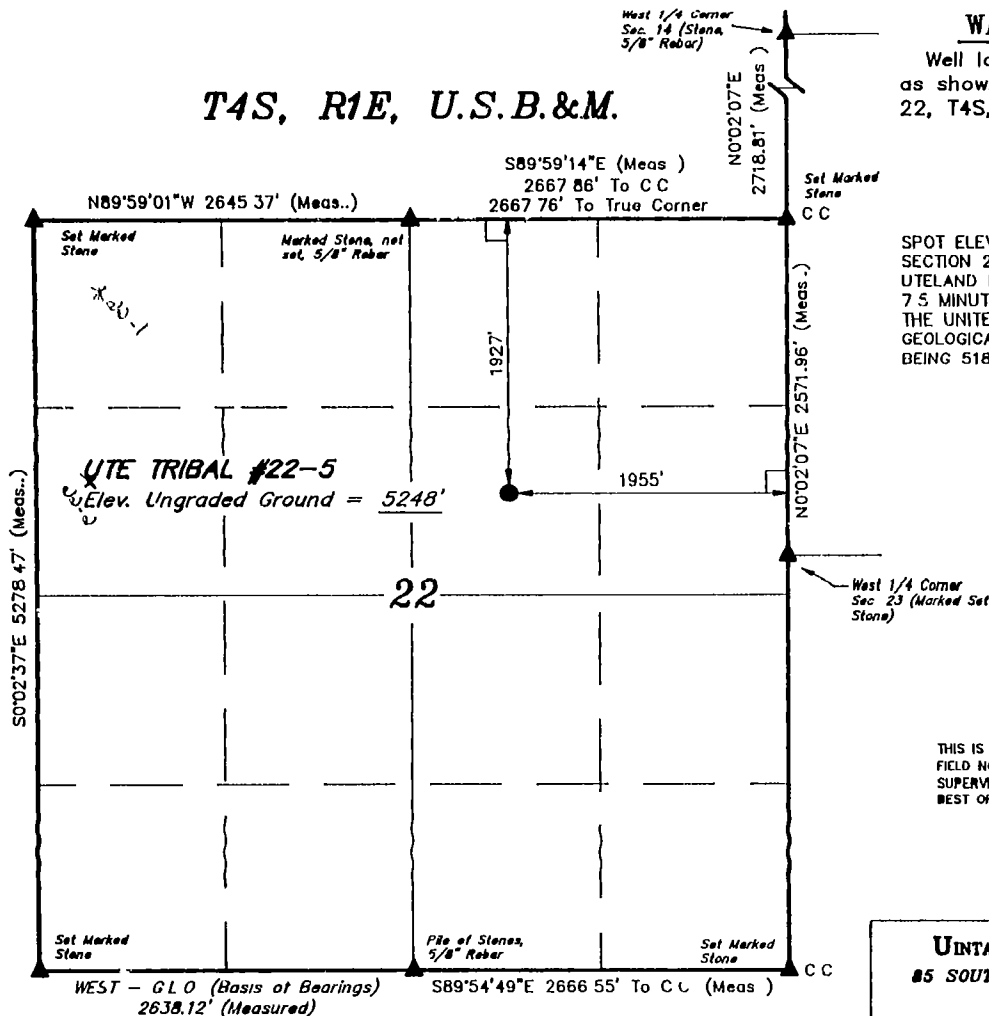 West 1/4 Corner
Sec. 14 (Stone,
5/8" Rebar)
T4S, R1E, U.S.B.&M.
Well lo
as show
22, T4S,
N0°02'07"E
2718.81' (Meas )
S89°59'14"E (Meas )
2667 86' To C C
2667 76' To True Corner
N89°59'01"W 2645 37' (Meas..)
Set Marked
Stone
C C
Set Marked
Stone
Marked Stone, not
set, 5/8" Rebar
SPOT ELEV
SECTION 2
UTELAND
7 5 MINUT
THE UNITE
GEOLOGICA
BEING 518
1927'
N0°02'07"E 2571.96' (Meas.)
UTE TRIBAL #22-5
Elev. Ungraded Ground = 5248'
1955'
S0°02'37"E 5278 47' (Meas..)
22
West 1/4 Corner
Sec 23 (Marked Set
Stone)
THIS IS
FIELD NO
SUPERV
BEST OF
Set Marked
Stone
Pile of Stones,
5/8" Rebar
Set Marked
Stone
C C
WEST - G L O (Basis of Bearings)
2638.12' (Measured)
S89°54'49"E 2666 55' To C C (Meas )
UINTA
85 SOUT